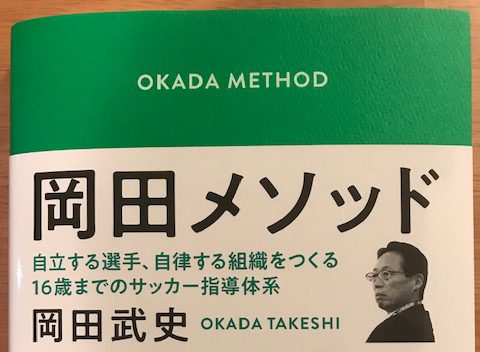 OKADA METHOD
岡田メソッド
自立する選手、自律する組織をつくる
16歳までのサッカー指導体系
岡田武史 OKADA TAKESHI